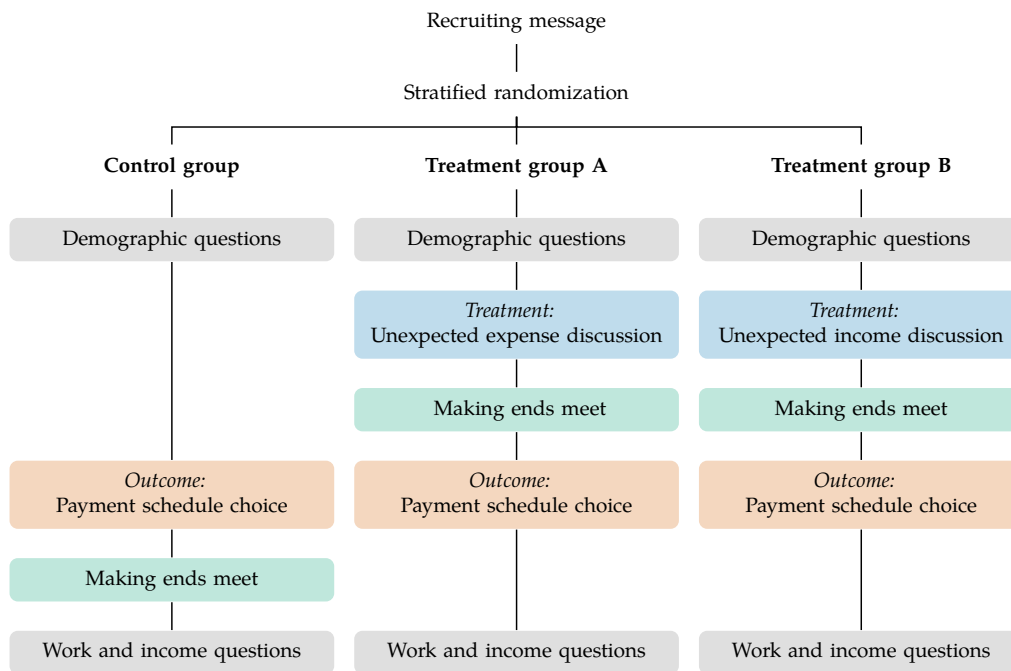 Recruiting message
Stratified randomization
Control group
Treatment group A
Treatment group B
Demographic questions
Demographic questions
Demographic questions
Treatment:
Unexpected expense discussion
Treatment:
Unexpected income discussion
Making ends meet
Making ends meet
Outcome:
Payment schedule choice
Outcome:
Payment schedule choice
Outcome:
Payment schedule choice
Making ends meet
Work and income questions
Work and income questions
Work and income questions